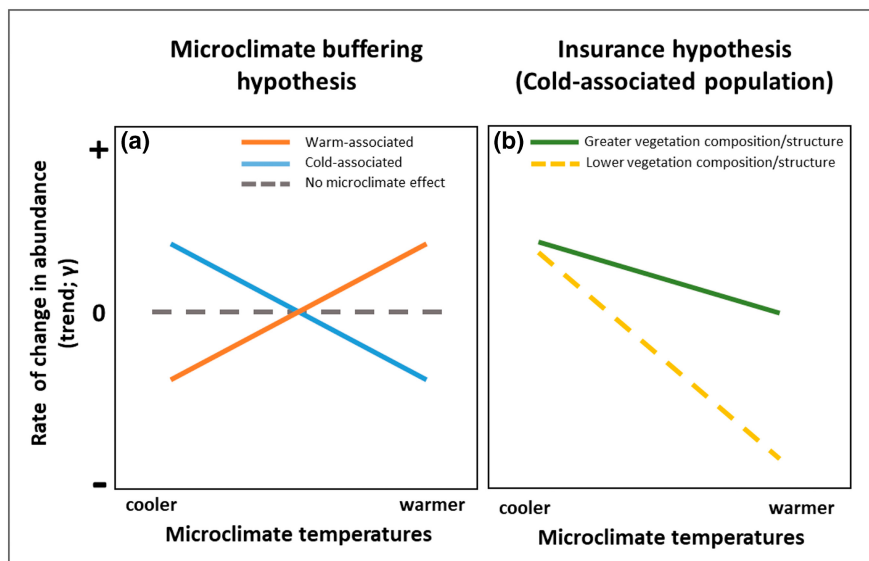 Microclimate buffering
hypothesis
Insurance hypothesis
(Cold-associated population)
Rate of change in abundance
(trend; γ)
+
0
-
(a)
Warm-associated
Cold-associated
No microclimate effect
cooler
warmer
Microclimate temperatures
(b)
Greater vegetation composition/structure
Lower vegetation composition/structure
cooler
warmer
Microclimate temperatures